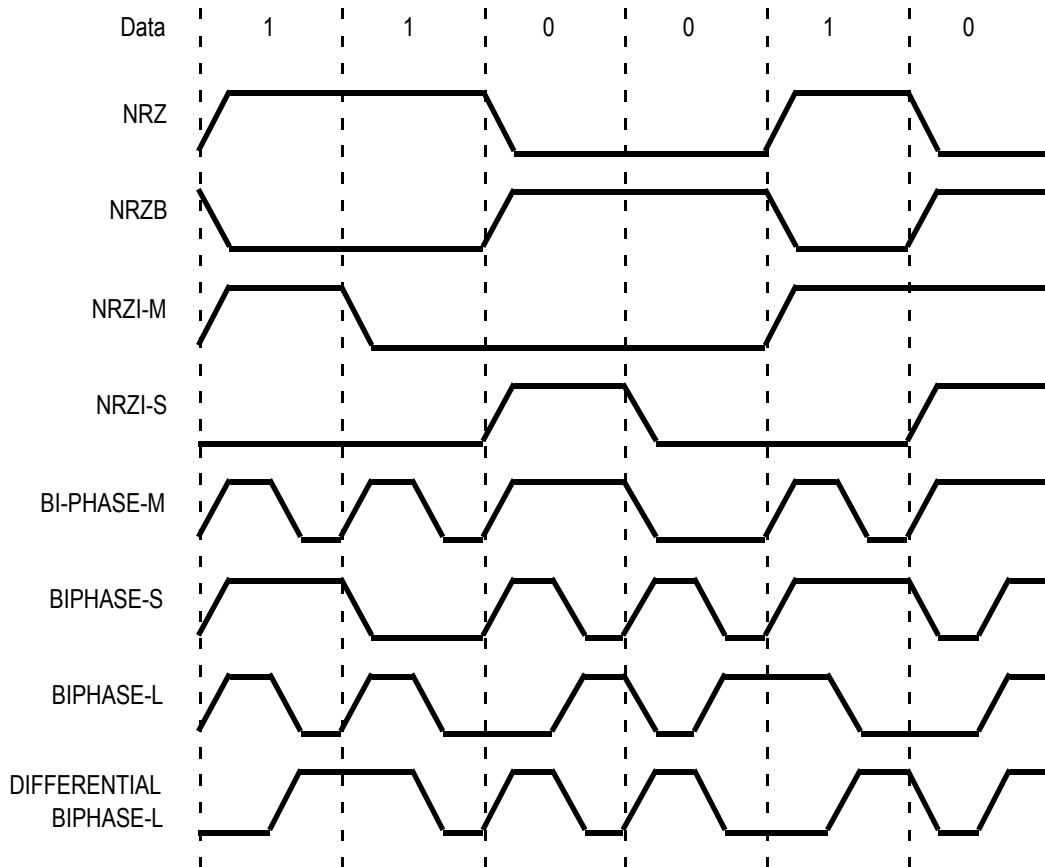 Data 1 1 0 0 1 0
NRZ
NRZB
NRZI-M
NRZI-S
BI-PHASE-M
BIPHASE-S
BIPHASE-L
DIFFERENTIAL
BIPHASE-L